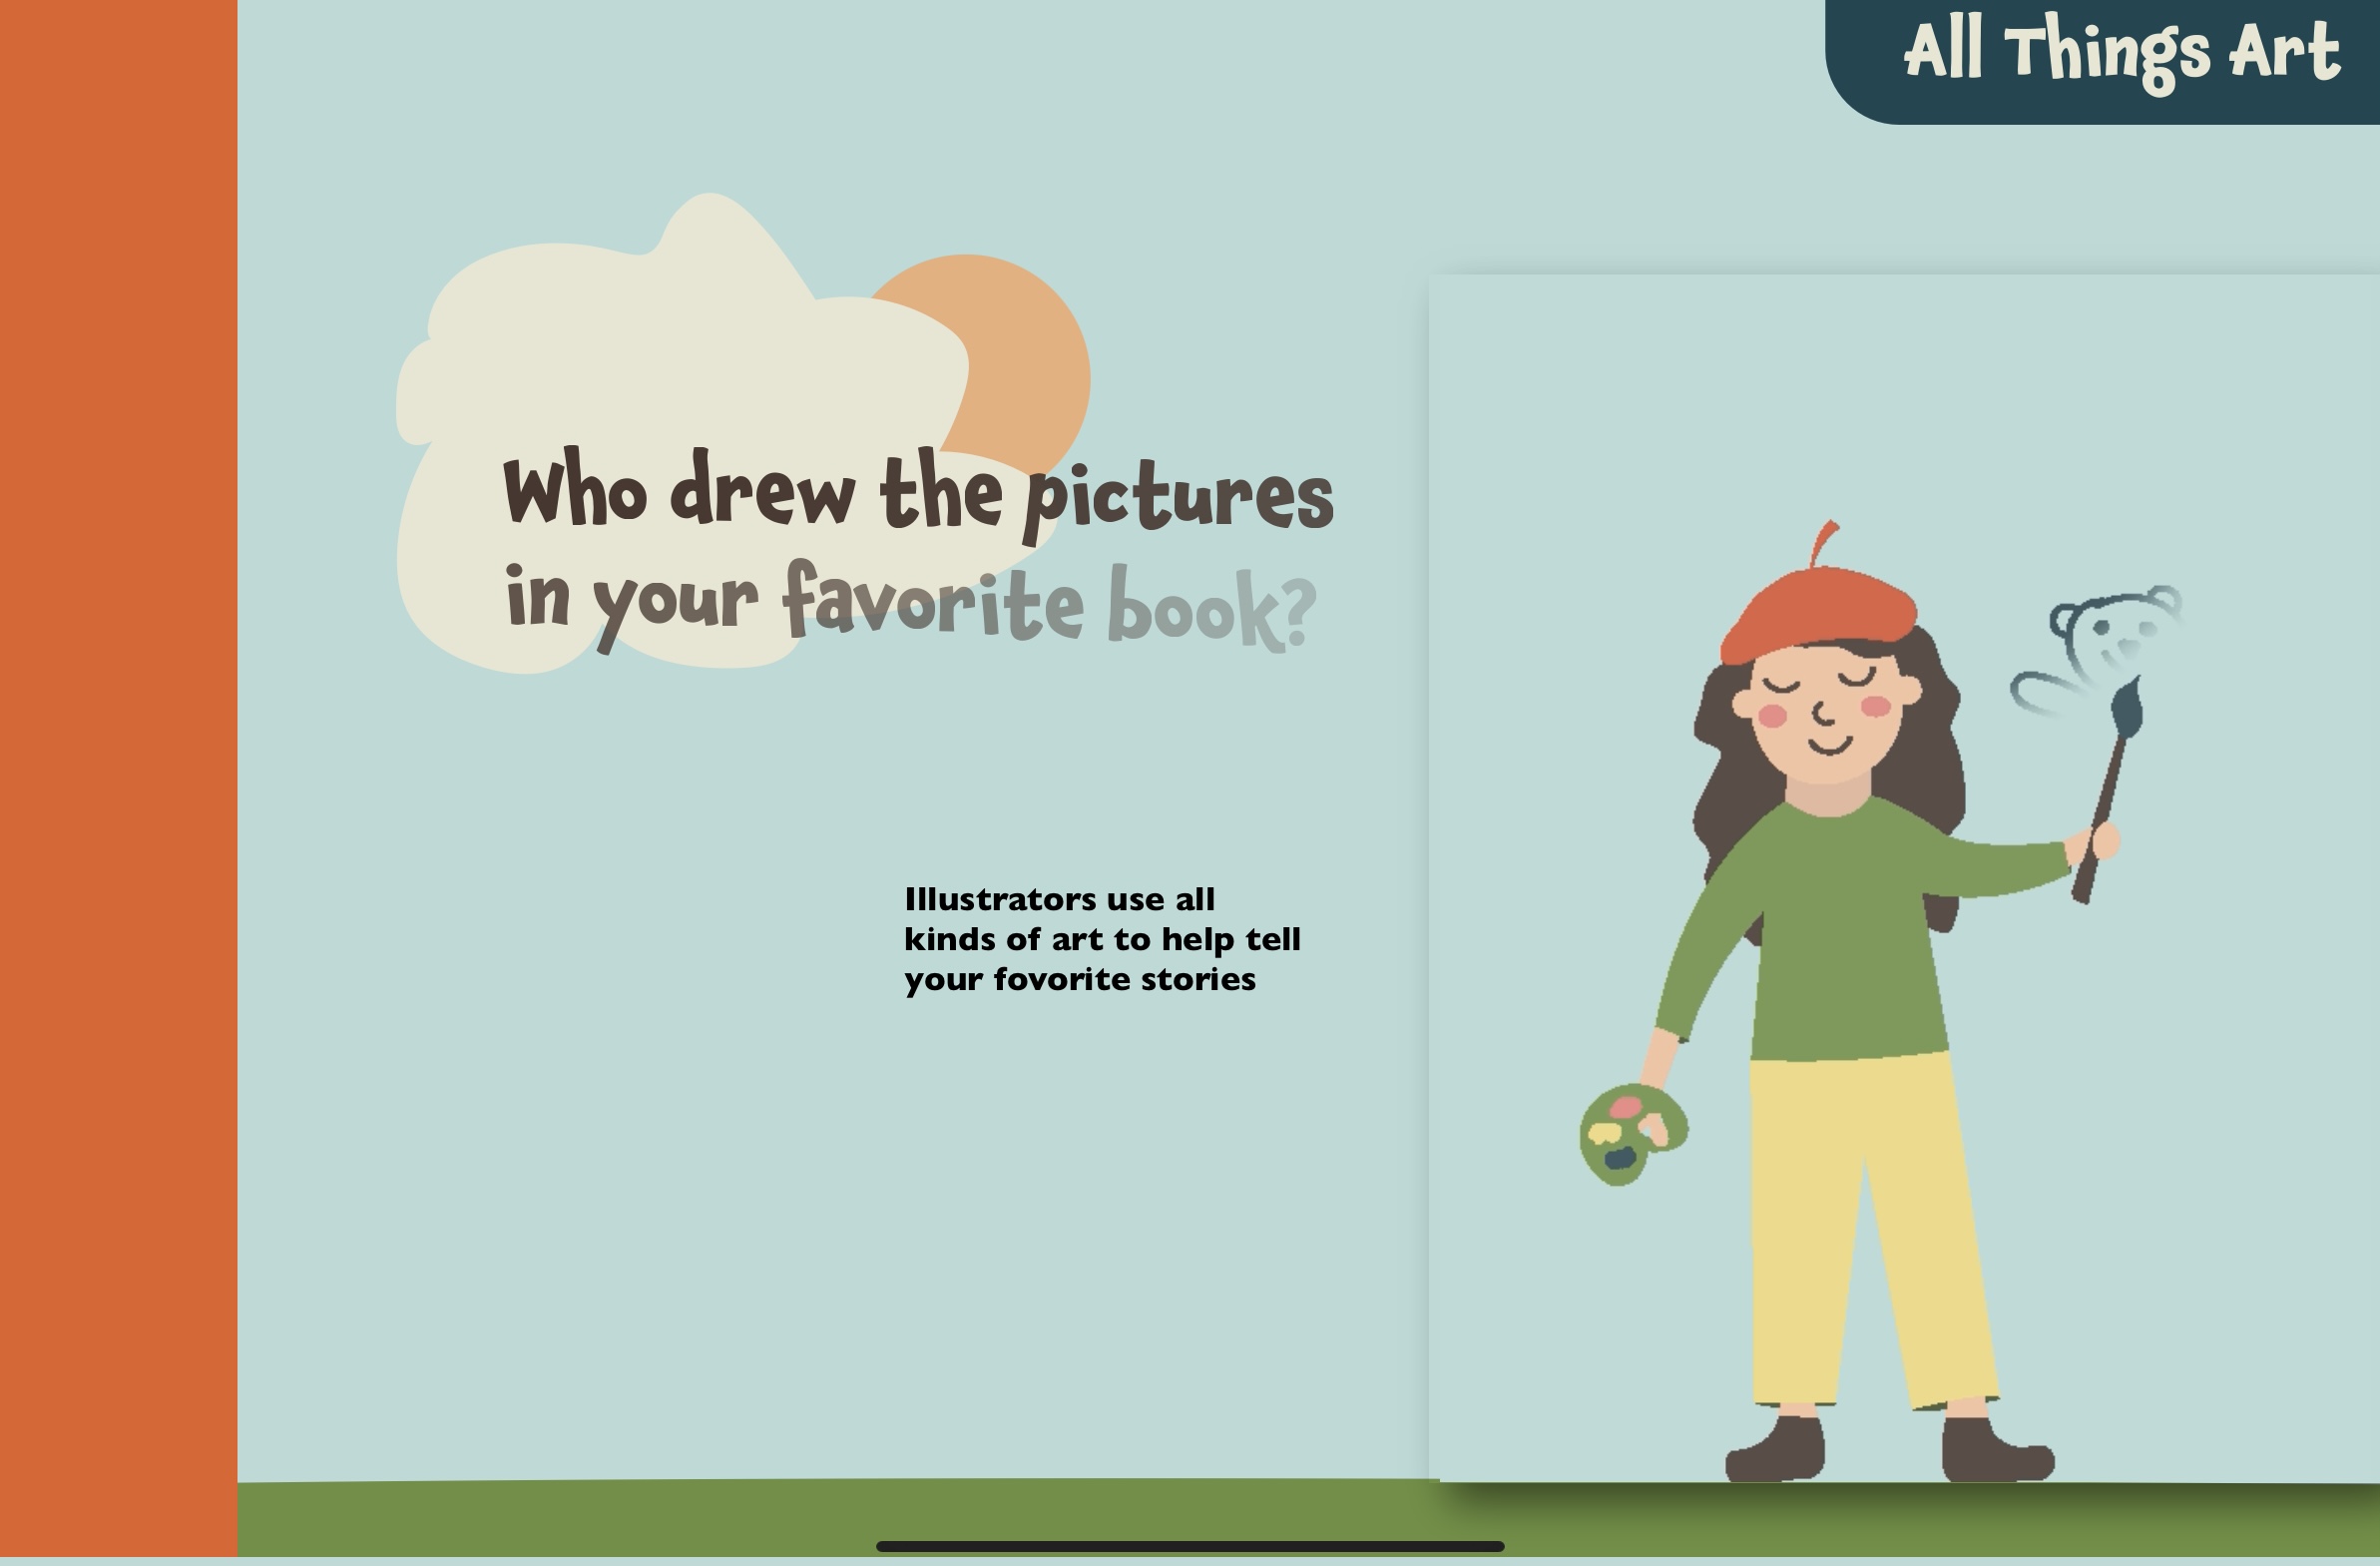 All Things Art
Who drew the pictures
in your favorite book?
Illustrators use all
kinds of art to help tell
your fovorite stories